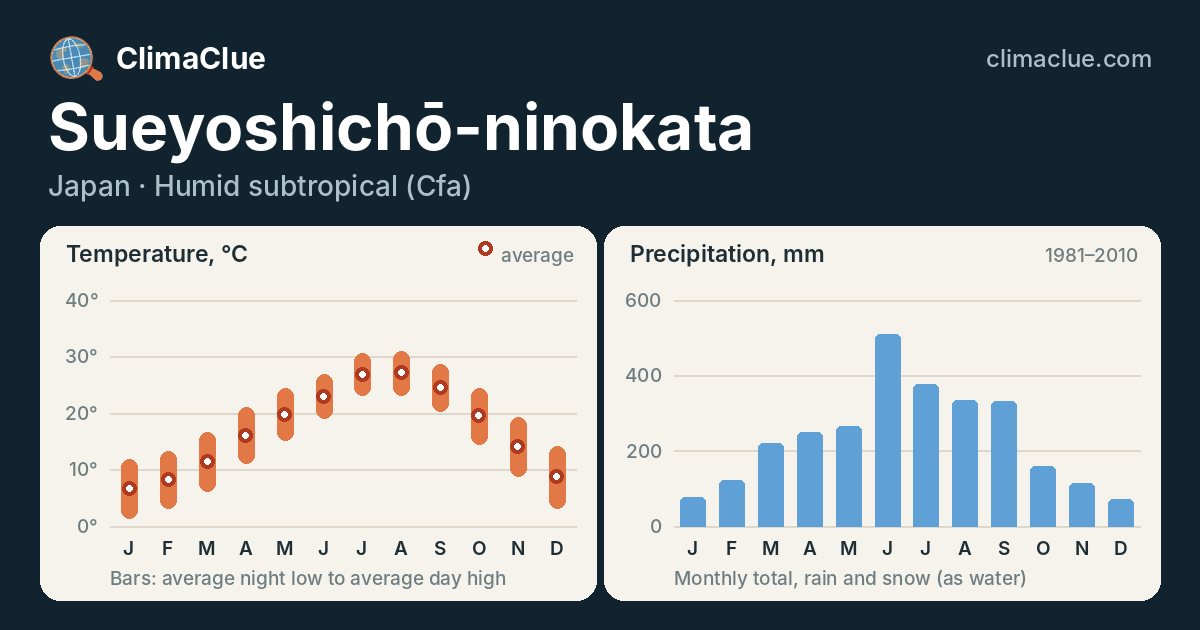 ClimaClue
climaclue.com
Sueyoshichō-ninokata
Japan · Humid subtropical (Cfa)
Temperature, °C
average
40°
30°
20°
10°
0°
J F M A M J J A S O N D
Bars: average night low to average day high
Precipitation, mm
1981–2010
600
400
200
0
J F M A M J J A S O N D
Monthly total, rain and snow (as water)